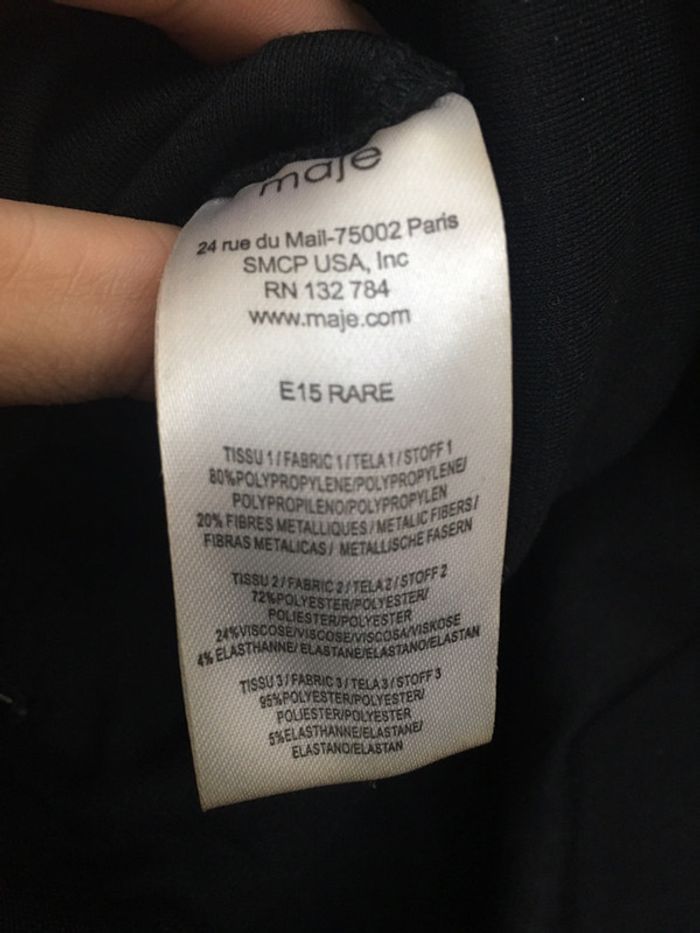 maje
24 rue du Mail-75002 Paris
SMCP USA, Inc
RN 132 784
www.maje.com
E15 RARE
TISSU 1/FABRIC 1/TELA 1/STOFF 1
80%POLYPROPYLENE/POLYPROPYLENE/
POLYPROPILENO/POLYPROPYLEN
20% FIBRES METALLIQUES/METALIC FIBERS/
FIBRAS METALICAS/ METALLISCHE FASERN
TISSU 2/FABRIC 2/TELA 2/STOFF 2
72%POLYESTER/POLYESTER/
POLIESTER/POLYESTER
24%VISCOSE/VISCOSE/VISCOSA/VISKOSE
4% ELASTHANNE/ ELASTANE/ELASTANO/ELASTAN
TISSU 3/FABRIC 3/TELA 3/STOFF 3
95%POLYESTER/POLYESTER/
POLIESTER/POLYESTER
5%ELASTHANNE/ELASTANE/
ELASTANO/ELASTAN